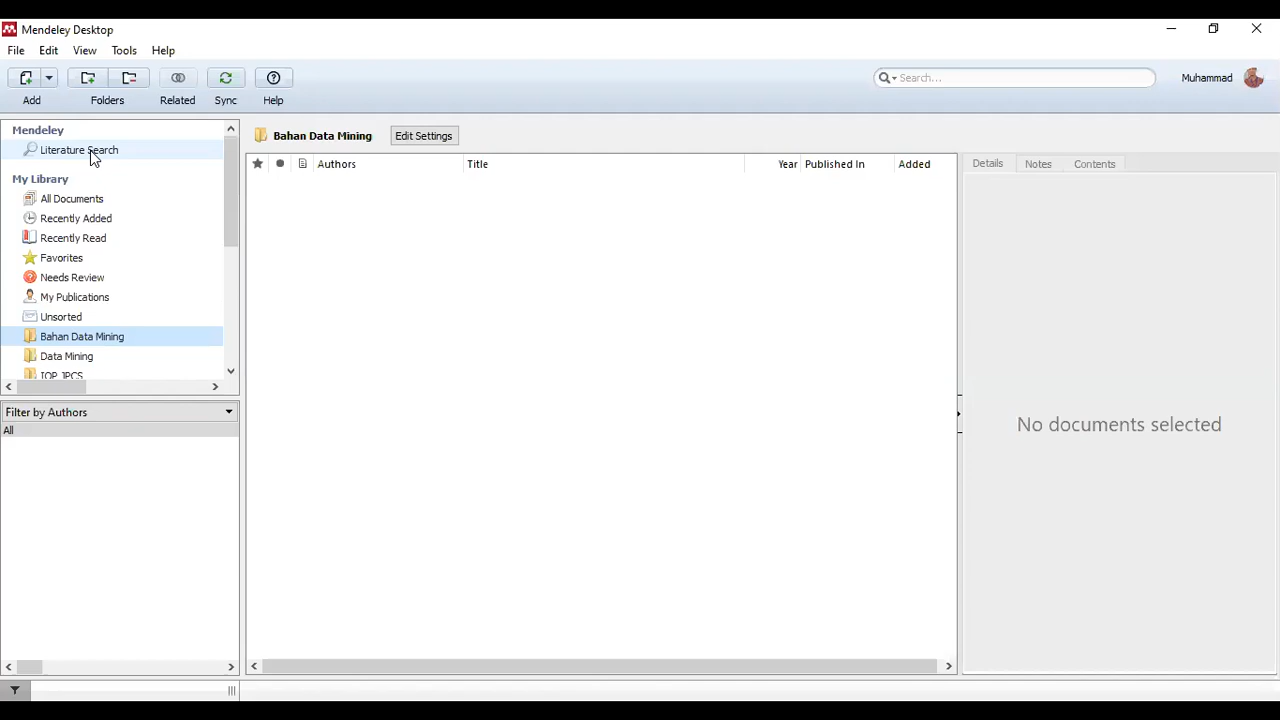 Mendeley Desktop
File Edit View Tools Help
Search... Muhammad
Add Folders Related Sync Help
Mendeley
Literature Search
My Library
All Documents
Recently Added
Recently Read
Favorites
Needs Review
My Publications
Unsorted
Bahan Data Mining
Data Mining
IOP JPCS
Filter by Authors
All
Bahan Data Mining Edit Settings
Authors Title Year Published In Added
Details Notes Contents
No documents selected